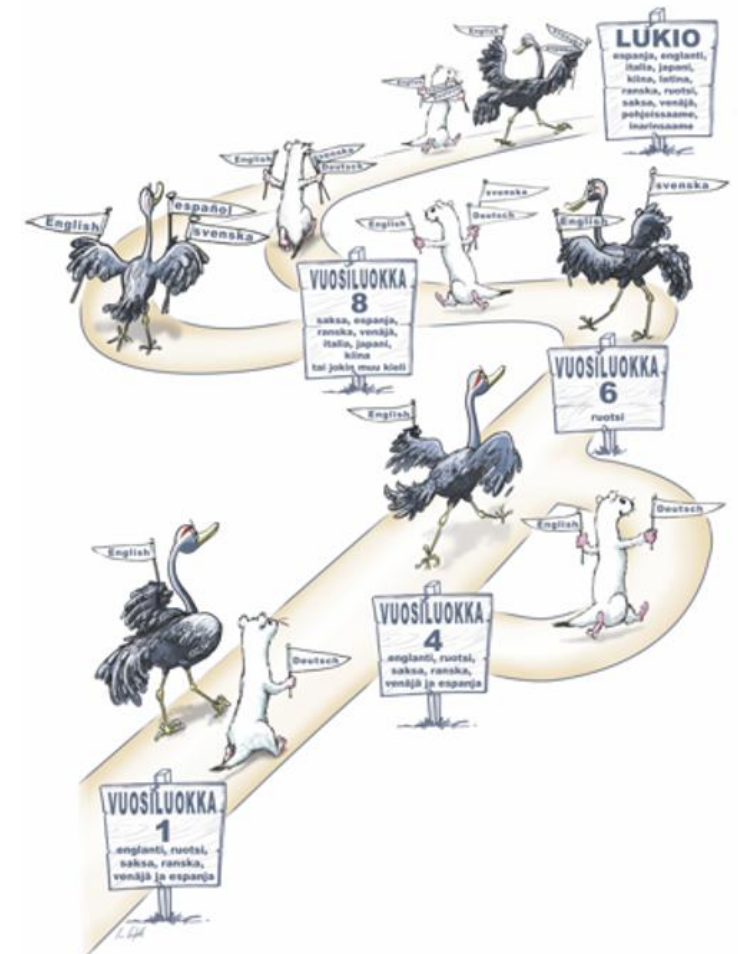 English
English
LUKIO
espanja, englanti,
italia, japani,
kiina, latina,
ranska, ruotsi,
saksa, venäjä,
pohjoissaame,
inarinsaame
English
svenska
Deutsch
English
español
svenska
English
svenska
Deutsch
English
svenska
VUOSILUOKKA
8
saksa, espanja,
ranska, venäjä,
italia, japani,
kiina
tai jokin muu kieli
VUOSILUOKKA
6
ruotsi
English
English
Deutsch
English
Deutsch
VUOSILUOKKA
4
englanti, ruotsi,
saksa, ranska,
venäjä ja espanja
VUOSILUOKKA
1
englanti, ruotsi,
saksa, ranska,
venäjä ja espanja